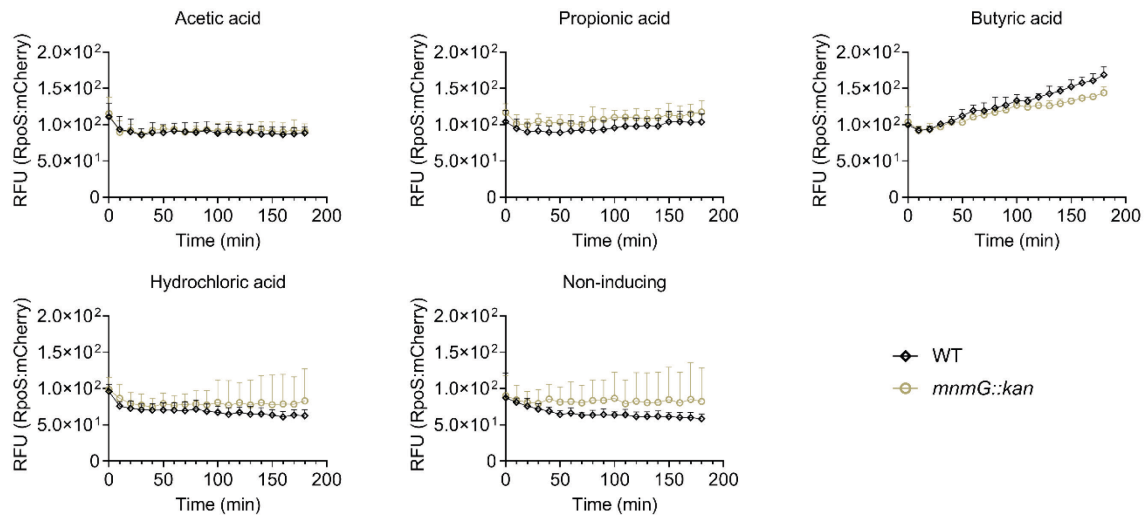 Acetic acid
RFU (RpoS:mCherry)
2.0×10²
1.5×10²
1.0×10²
5.0×10¹
0
0 50 100 150 200
Time (min)
Propionic acid
RFU (RpoS:mCherry)
2.0×10²
1.5×10²
1.0×10²
5.0×10¹
0
0 50 100 150 200
Time (min)
Butyric acid
RFU (RpoS:mCherry)
2.0×10²
1.5×10²
1.0×10²
5.0×10¹
0
0 50 100 150 200
Time (min)
Hydrochloric acid
RFU (RpoS:mCherry)
2.0×10²
1.5×10²
1.0×10²
5.0×10¹
0
0 50 100 150 200
Time (min)
Non-inducing
RFU (RpoS:mCherry)
2.0×10²
1.5×10²
1.0×10²
5.0×10¹
0
0 50 100 150 200
Time (min)
WT
mnmG::kan